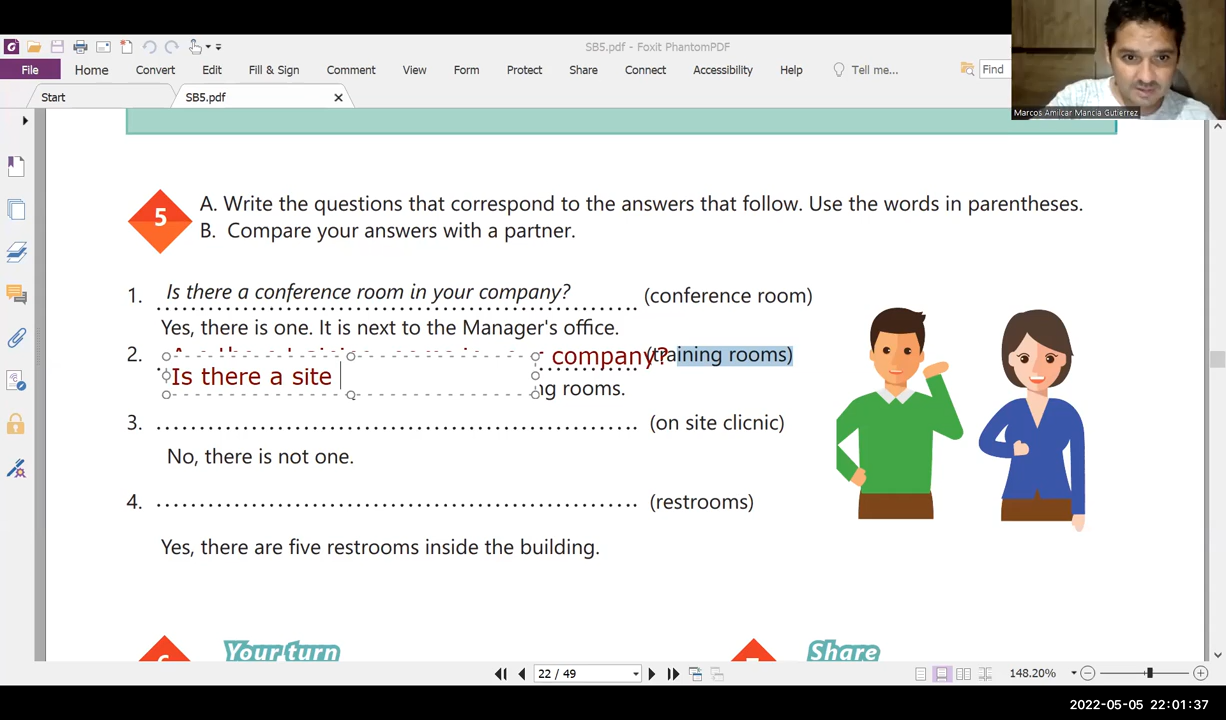 SB5.pdf - Foxit PhantomPDF
File Home Convert Edit Fill & Sign Comment View Form Protect Share Connect Accessibility Help Tell me... Find
Start SB5.pdf
Marcos Amilcar Mancia Gutierrez
5
A. Write the questions that correspond to the answers that follow. Use the words in parentheses.
B. Compare your answers with a partner.
1. Is there a conference room in your company? (conference room)
Yes, there is one. It is next to the Manager's office.
2. company? (training rooms)
Is there a site
ng rooms.
3. (on site clicnic)
No, there is not one.
4. (restrooms)
Yes, there are five restrooms inside the building.
Your turn
Share
22 / 49
148.20%
2022-05-05 22:01:37